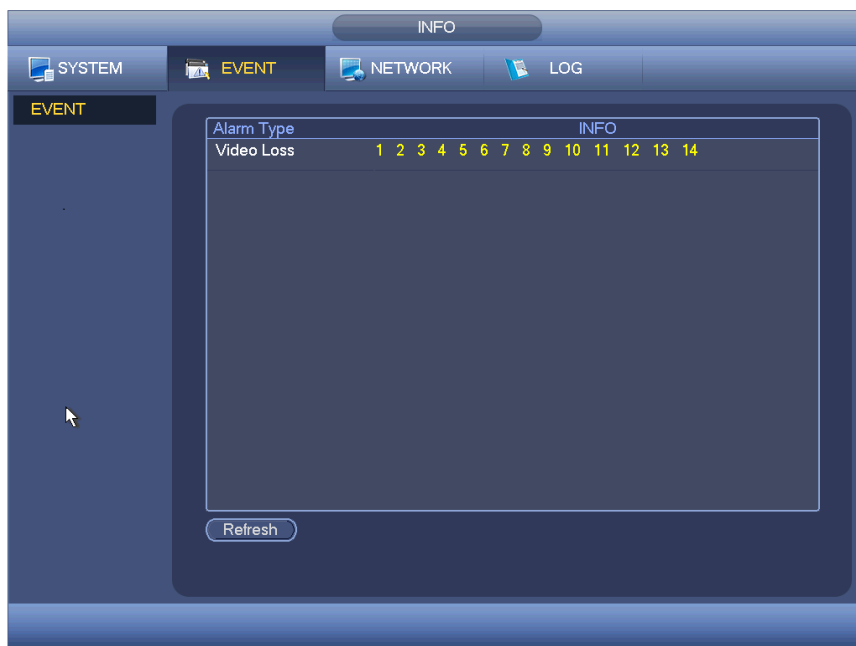 INFO
SYSTEM EVENT NETWORK LOG
EVENT
Alarm Type INFO
Video Loss 1 2 3 4 5 6 7 8 9 10 11 12 13 14
Refresh